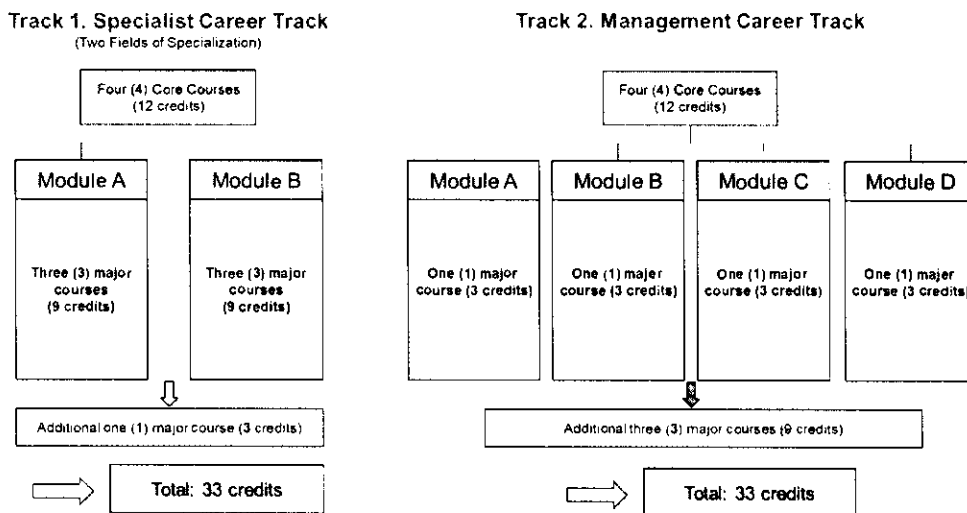 Track 1. Specialist Career Track
(Two Fields of Specialization)
Four (4) Core Courses
(12 credits)
Module A
Module B
Three (3) major
courses
(9 credits)
Three (3) major
courses
(9 credits)
Additional one (1) major course (3 credits)
Total: 33 credits
Track 2. Management Career Track
Four (4) Core Courses
(12 credits)
Module A
Module B
Module C
Module D
One (1) major
course (3 credits)
One (1) major
course (3 credits)
One (1) major
course (3 credits)
One (1) major
course (3 credits)
Additional three (3) major courses (9 credits)
Total: 33 credits